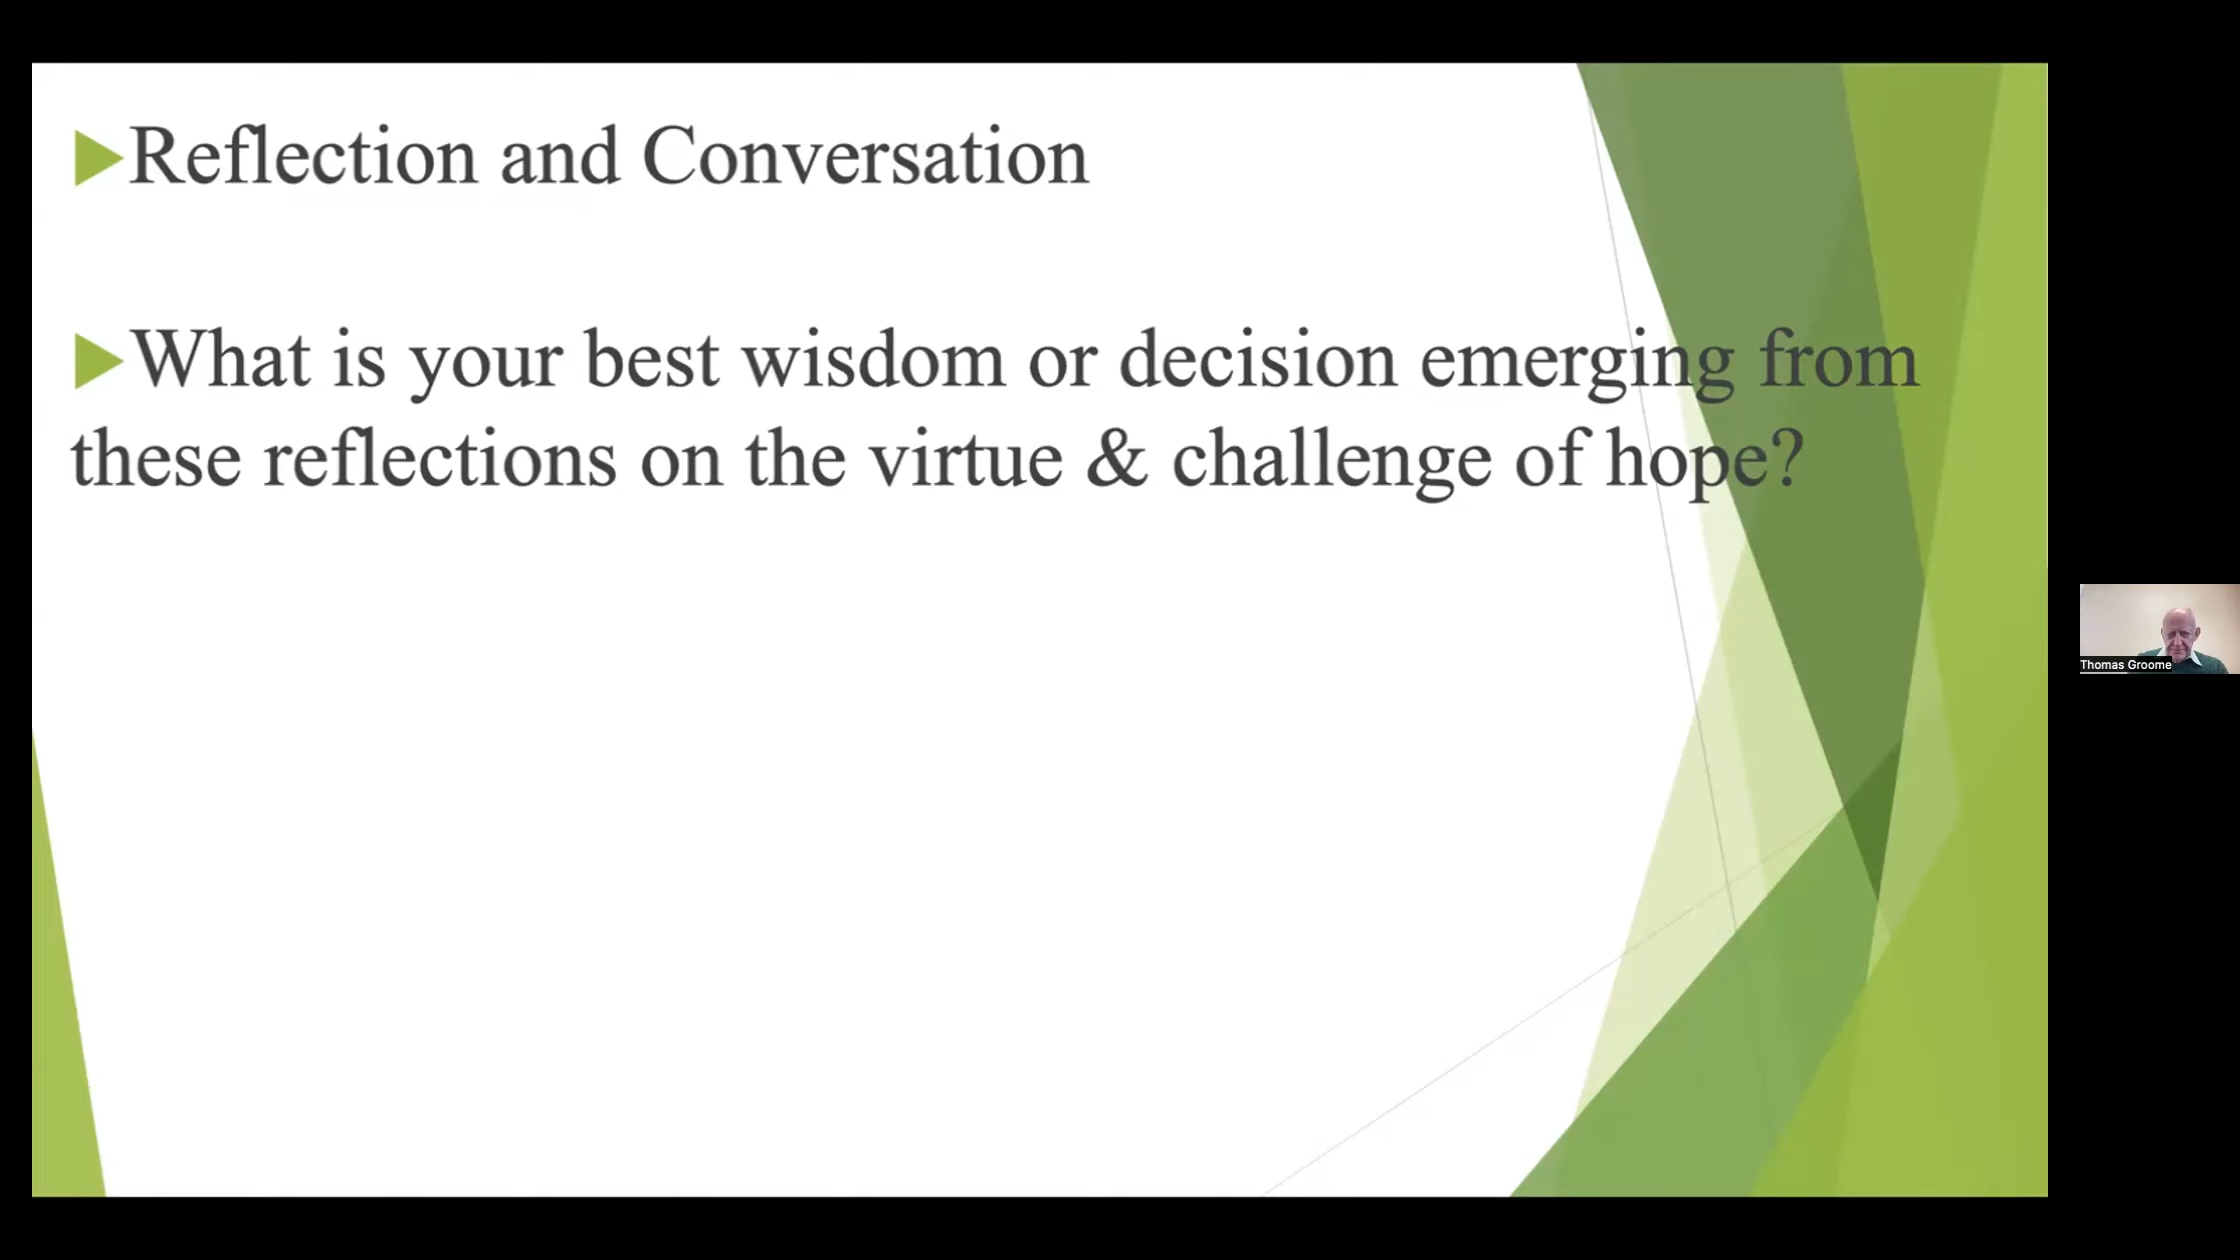 Reflection and Conversation
What is your best wisdom or decision emerging from
these reflections on the virtue & challenge of hope?
Thomas Groome